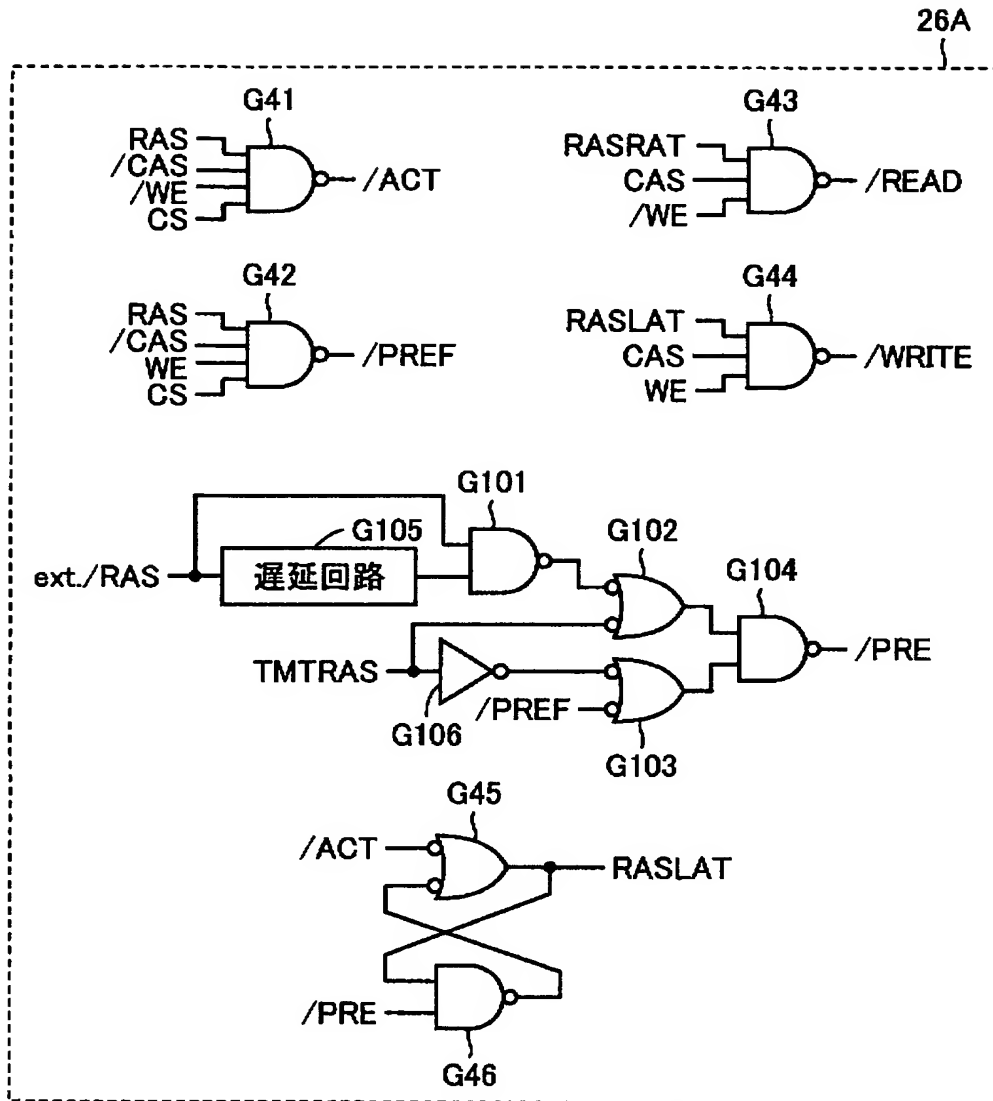 26A
G41
RAS
/CAS
/WE
CS
/ACT
G43
RASRAT
CAS
/WE
/READ
G42
RAS
/CAS
WE
CS
/PREF
G44
RASLAT
CAS
WE
/WRITE
G101
G105
G102
G104
ext./RAS
遅延回路
/PRE
TMTRAS
/PREF
G106
G103
G45
/ACT
RASLAT
/PRE
G46